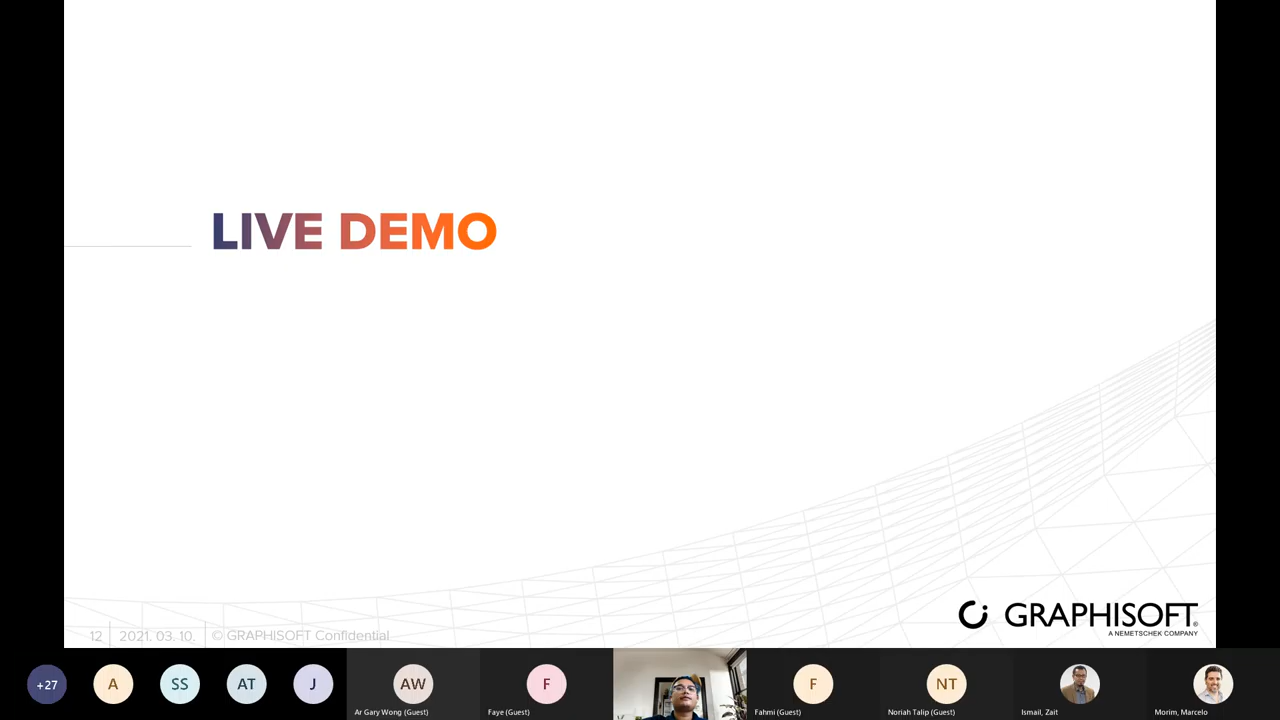 LIVE DEMO
GRAPHISOFT®
A NEMETSCHEK COMPANY
12 2021. 03. 10. © GRAPHISOFT Confidential
+27
A
SS
AT
J
AW
Ar Gary Wong (Guest)
F
Faye (Guest)
F
Fahmi (Guest)
NT
Noriah Talip (Guest)
Ismail, Zait
Morim, Marcelo